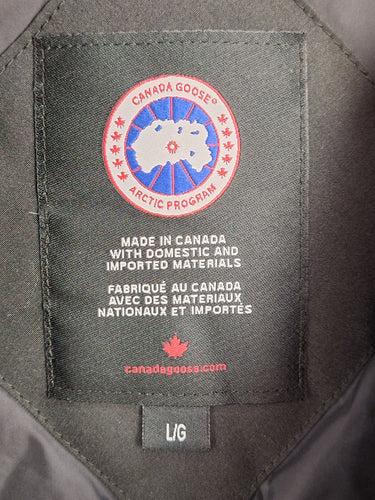 CANADA GOOSE®
ARCTIC PROGRAM
MADE IN CANADA
WITH DOMESTIC AND
IMPORTED MATERIALS
FABRIQUÉ AU CANADA
AVEC DES MATERIAUX
NATIONAUX ET IMPORTÉS
canadagoose.com
L/G